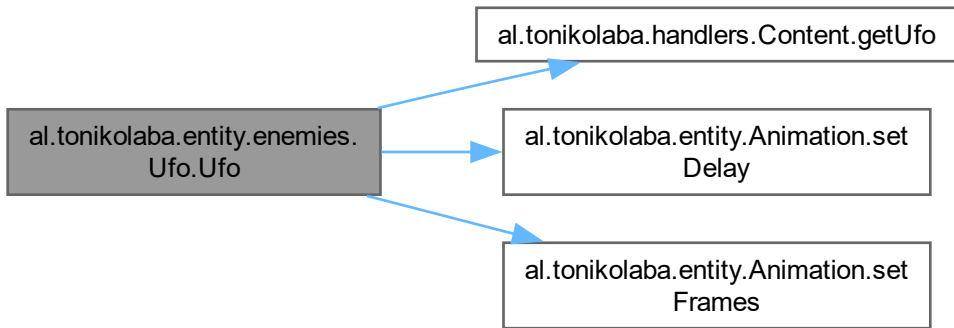 al.tonikolaba.handlers.Content.getUfo
al.tonikolaba.entity.enemies.
Ufo.Ufo
al.tonikolaba.entity.Animation.set
Delay
al.tonikolaba.entity.Animation.set
Frames